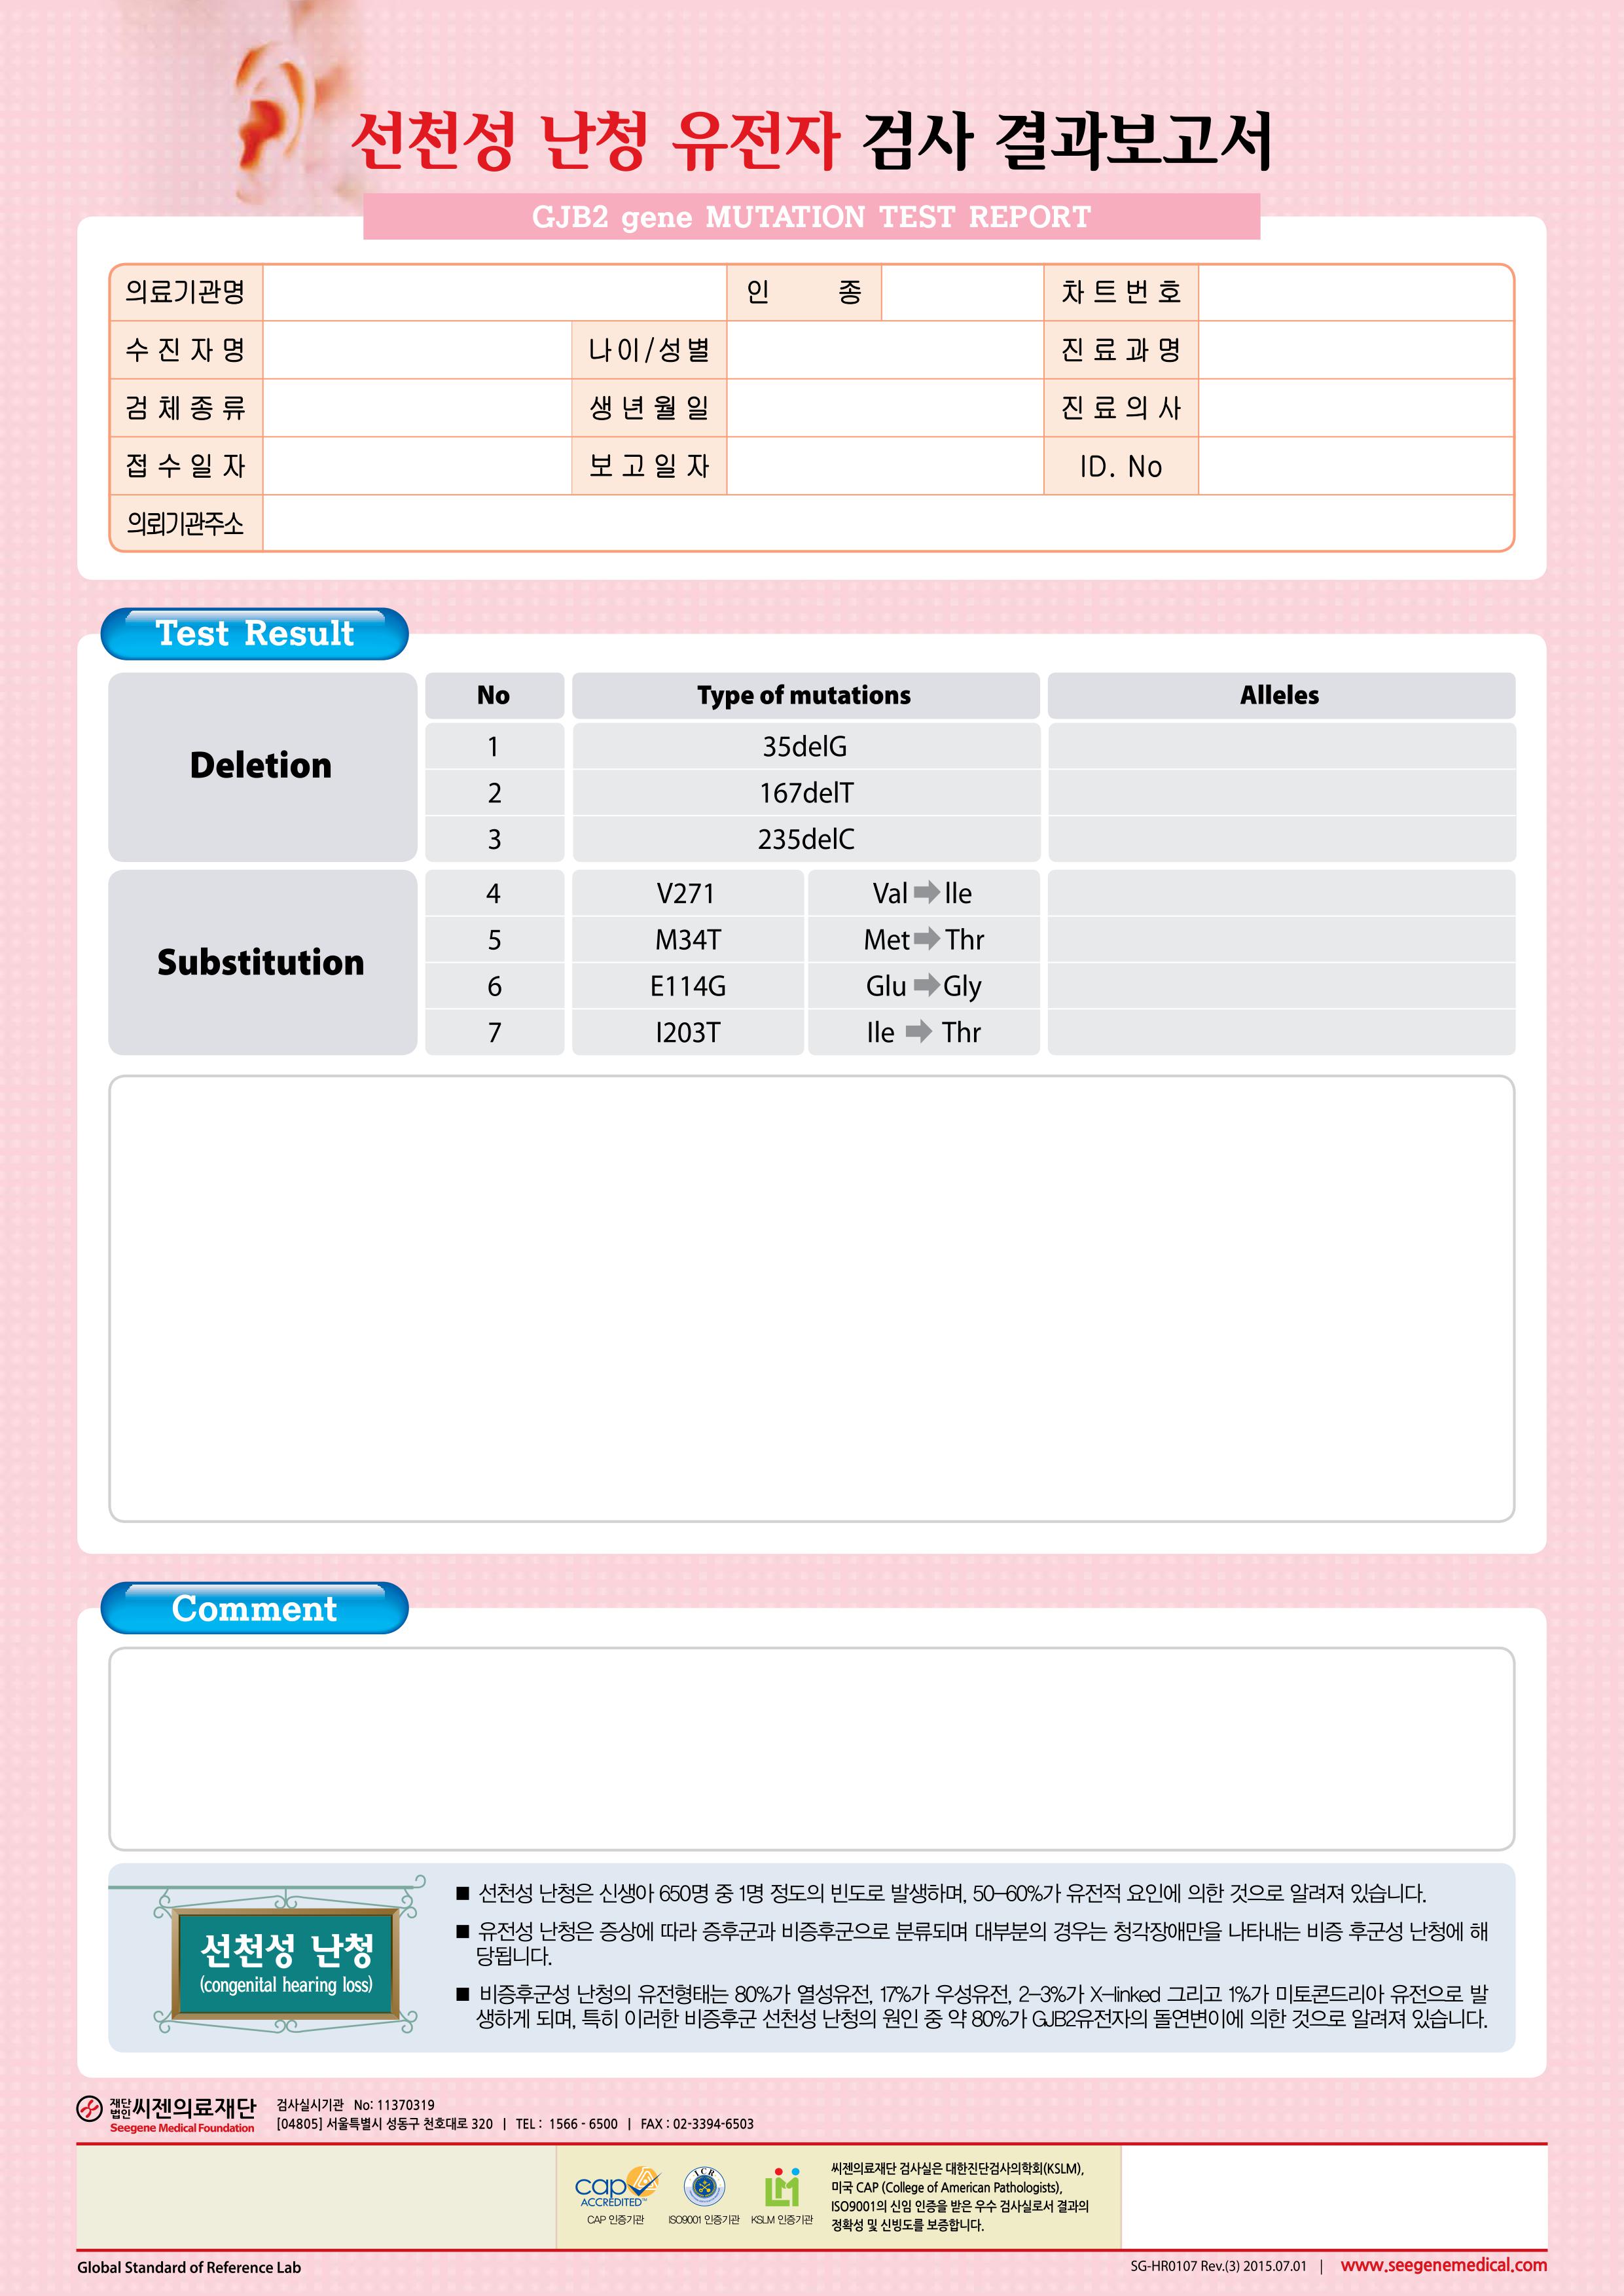 선천성 난청 유전자 검사 결과보고서
GJB2 gene MUTATION TEST REPORT
의료기관명 인 종 차트번호
수진자명 나이/성별 진료과명
검체종류 생년월일 진료의사
접수일자 보고일자 ID. No
의뢰기관주소
Test Result
No Type of mutations Alleles
Deletion
1 35delG
2 167delT
3 235delC
Substitution
4 V271 Val ➡ lle
5 M34T Met ➡ Thr
6 E114G Glu ➡ Gly
7 I203T Ile ➡ Thr
Comment
선천성 난청
(congenital hearing loss)
■ 선천성 난청은 신생아 650명 중 1명 정도의 빈도로 발생하며, 50-60%가 유전적 요인에 의한 것으로 알려져 있습니다.
■ 유전성 난청은 증상에 따라 증후군과 비증후군으로 분류되며 대부분의 경우는 청각장애만을 나타내는 비증 후군성 난청에 해
당됩니다.
■ 비증후군성 난청의 유전형태는 80%가 열성유전, 17%가 우성유전, 2-3%가 X-linked 그리고 1%가 미토콘드리아 유전으로 발
생하게 되며, 특히 이러한 비증후군 선천성 난청의 원인 중 약 80%가 GJB2유전자의 돌연변이에 의한 것으로 알려져 있습니다.
재단법인 씨젠의료재단
Seegene Medical Foundation
검사실시기관 No: 11370319
[04805] 서울특별시 성동구 천호대로 320 | TEL : 1566 - 6500 | FAX : 02-3394-6503
cap
ACCREDITED™
CAP 인증기관
ICR
ISO9001 인증기관
KSLM 인증기관
씨젠의료재단 검사실은 대한진단검사의학회(KSLM),
미국 CAP (College of American Pathologists),
ISO9001의 신임 인증을 받은 우수 검사실로서 결과의
정확성 및 신빙도를 보증합니다.
Global Standard of Reference Lab
SG-HR0107 Rev.(3) 2015.07.01 | www.seegenemedical.com